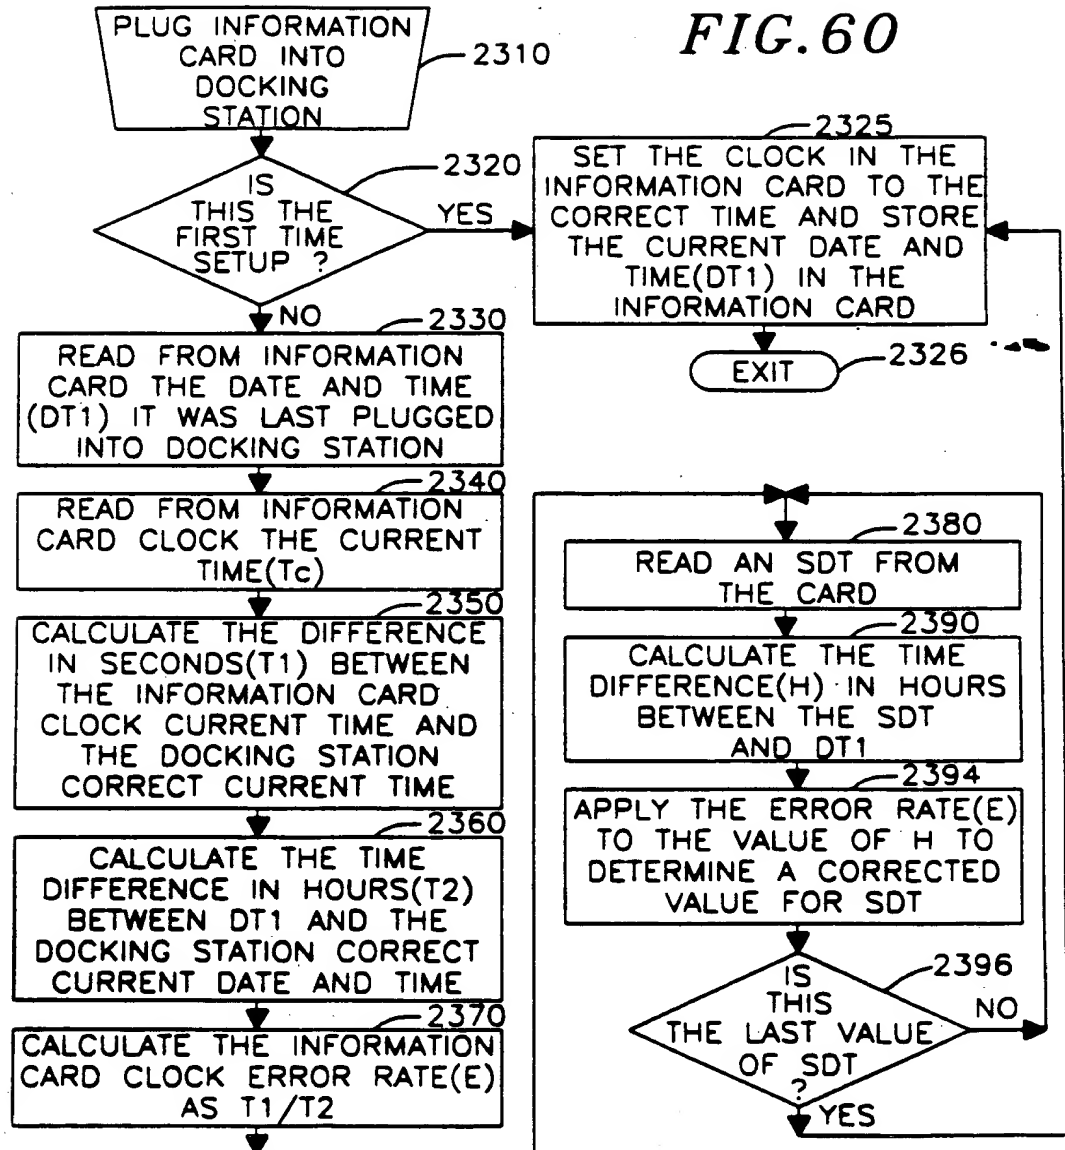 FIG.60
PLUG INFORMATION
CARD INTO
DOCKING
STATION
2310
IS
THIS THE
FIRST TIME
SETUP ?
2320
YES
NO
2325
SET THE CLOCK IN THE
INFORMATION CARD TO THE
CORRECT TIME AND STORE
THE CURRENT DATE AND
TIME(DT1) IN THE
INFORMATION CARD
EXIT
2326
2330
READ FROM INFORMATION
CARD THE DATE AND TIME
(DT1) IT WAS LAST PLUGGED
INTO DOCKING STATION
2340
READ FROM INFORMATION
CARD CLOCK THE CURRENT
TIME(Tc)
2350
CALCULATE THE DIFFERENCE
IN SECONDS(T1) BETWEEN
THE INFORMATION CARD
CLOCK CURRENT TIME AND
THE DOCKING STATION
CORRECT CURRENT TIME
2360
CALCULATE THE TIME
DIFFERENCE IN HOURS(T2)
BETWEEN DT1 AND THE
DOCKING STATION CORRECT
CURRENT DATE AND TIME
2370
CALCULATE THE INFORMATION
CARD CLOCK ERROR RATE(E)
AS T1/T2
2380
READ AN SDT FROM
THE CARD
2390
CALCULATE THE TIME
DIFFERENCE(H) IN HOURS
BETWEEN THE SDT
AND DT1
2394
APPLY THE ERROR RATE(E)
TO THE VALUE OF H TO
DETERMINE A CORRECTED
VALUE FOR SDT
2396
IS
THIS
THE LAST VALUE
OF SDT
?
NO
YES